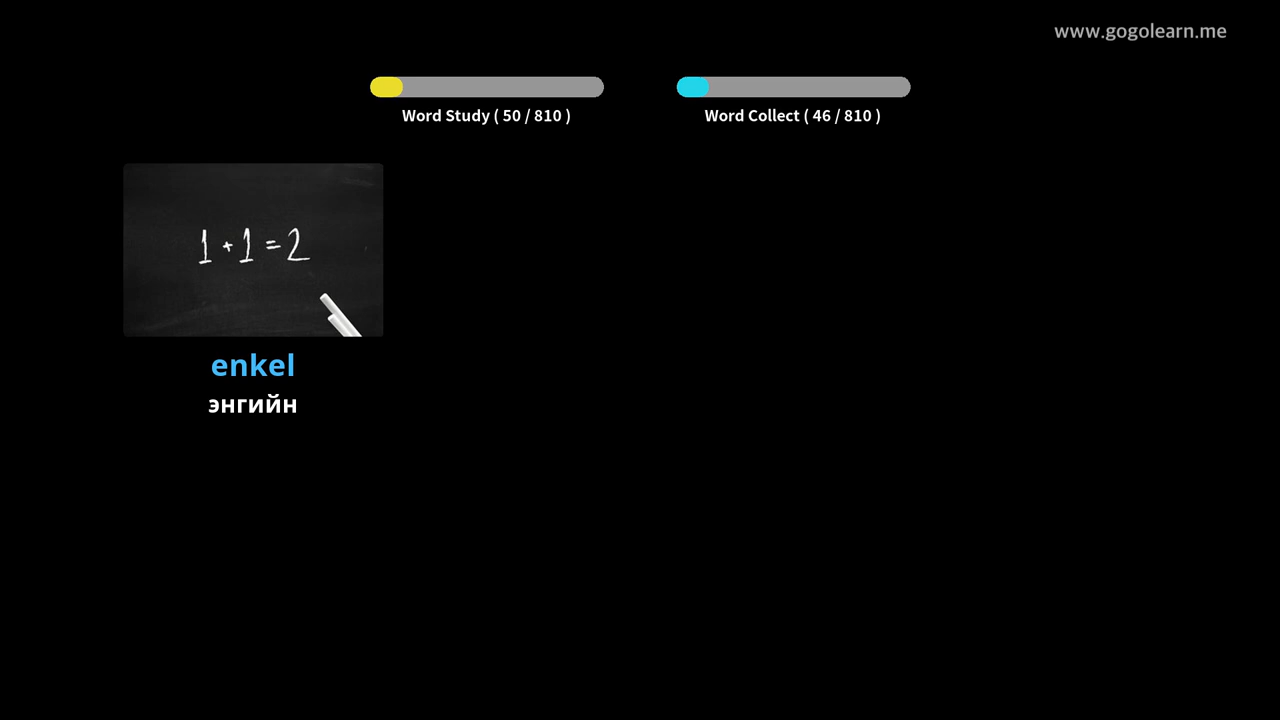 www.gogolearn.me
Word Study ( 50 / 810 )
Word Collect ( 46 / 810 )
1 + 1 = 2
enkel
энгийн